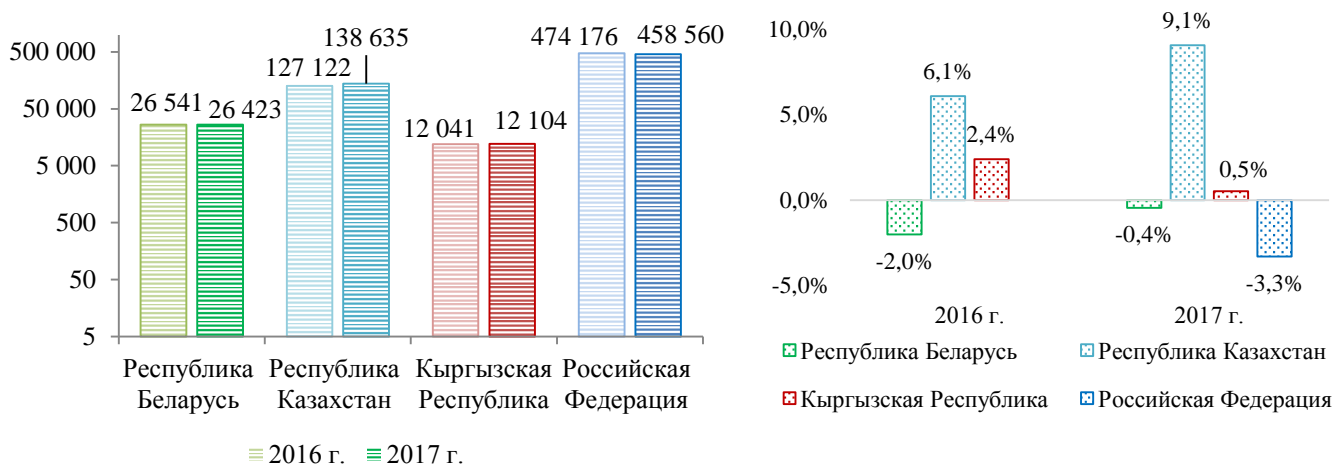 138 635
474 176 458 560
500 000
127 122
50 000
26 541 26 423
12 041 12 104
5 000
500
50
5
Республика Беларусь
Республика Казахстан
Кыргызская Республика
Российская Федерация
2016 г. 2017 г.
10,0%
9,1%
6,1%
5,0%
2,4%
0,5%
0,0%
-0,4%
-2,0%
-3,3%
-5,0%
2016 г. 2017 г.
Республика Беларусь Республика Казахстан
Кыргызская Республика Российская Федерация